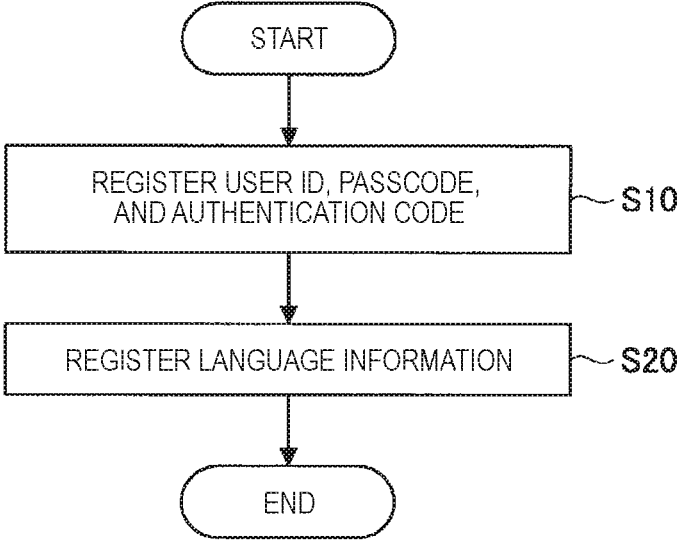 START
REGISTER USER ID, PASSCODE,
AND AUTHENTICATION CODE
S10
REGISTER LANGUAGE INFORMATION
S20
END